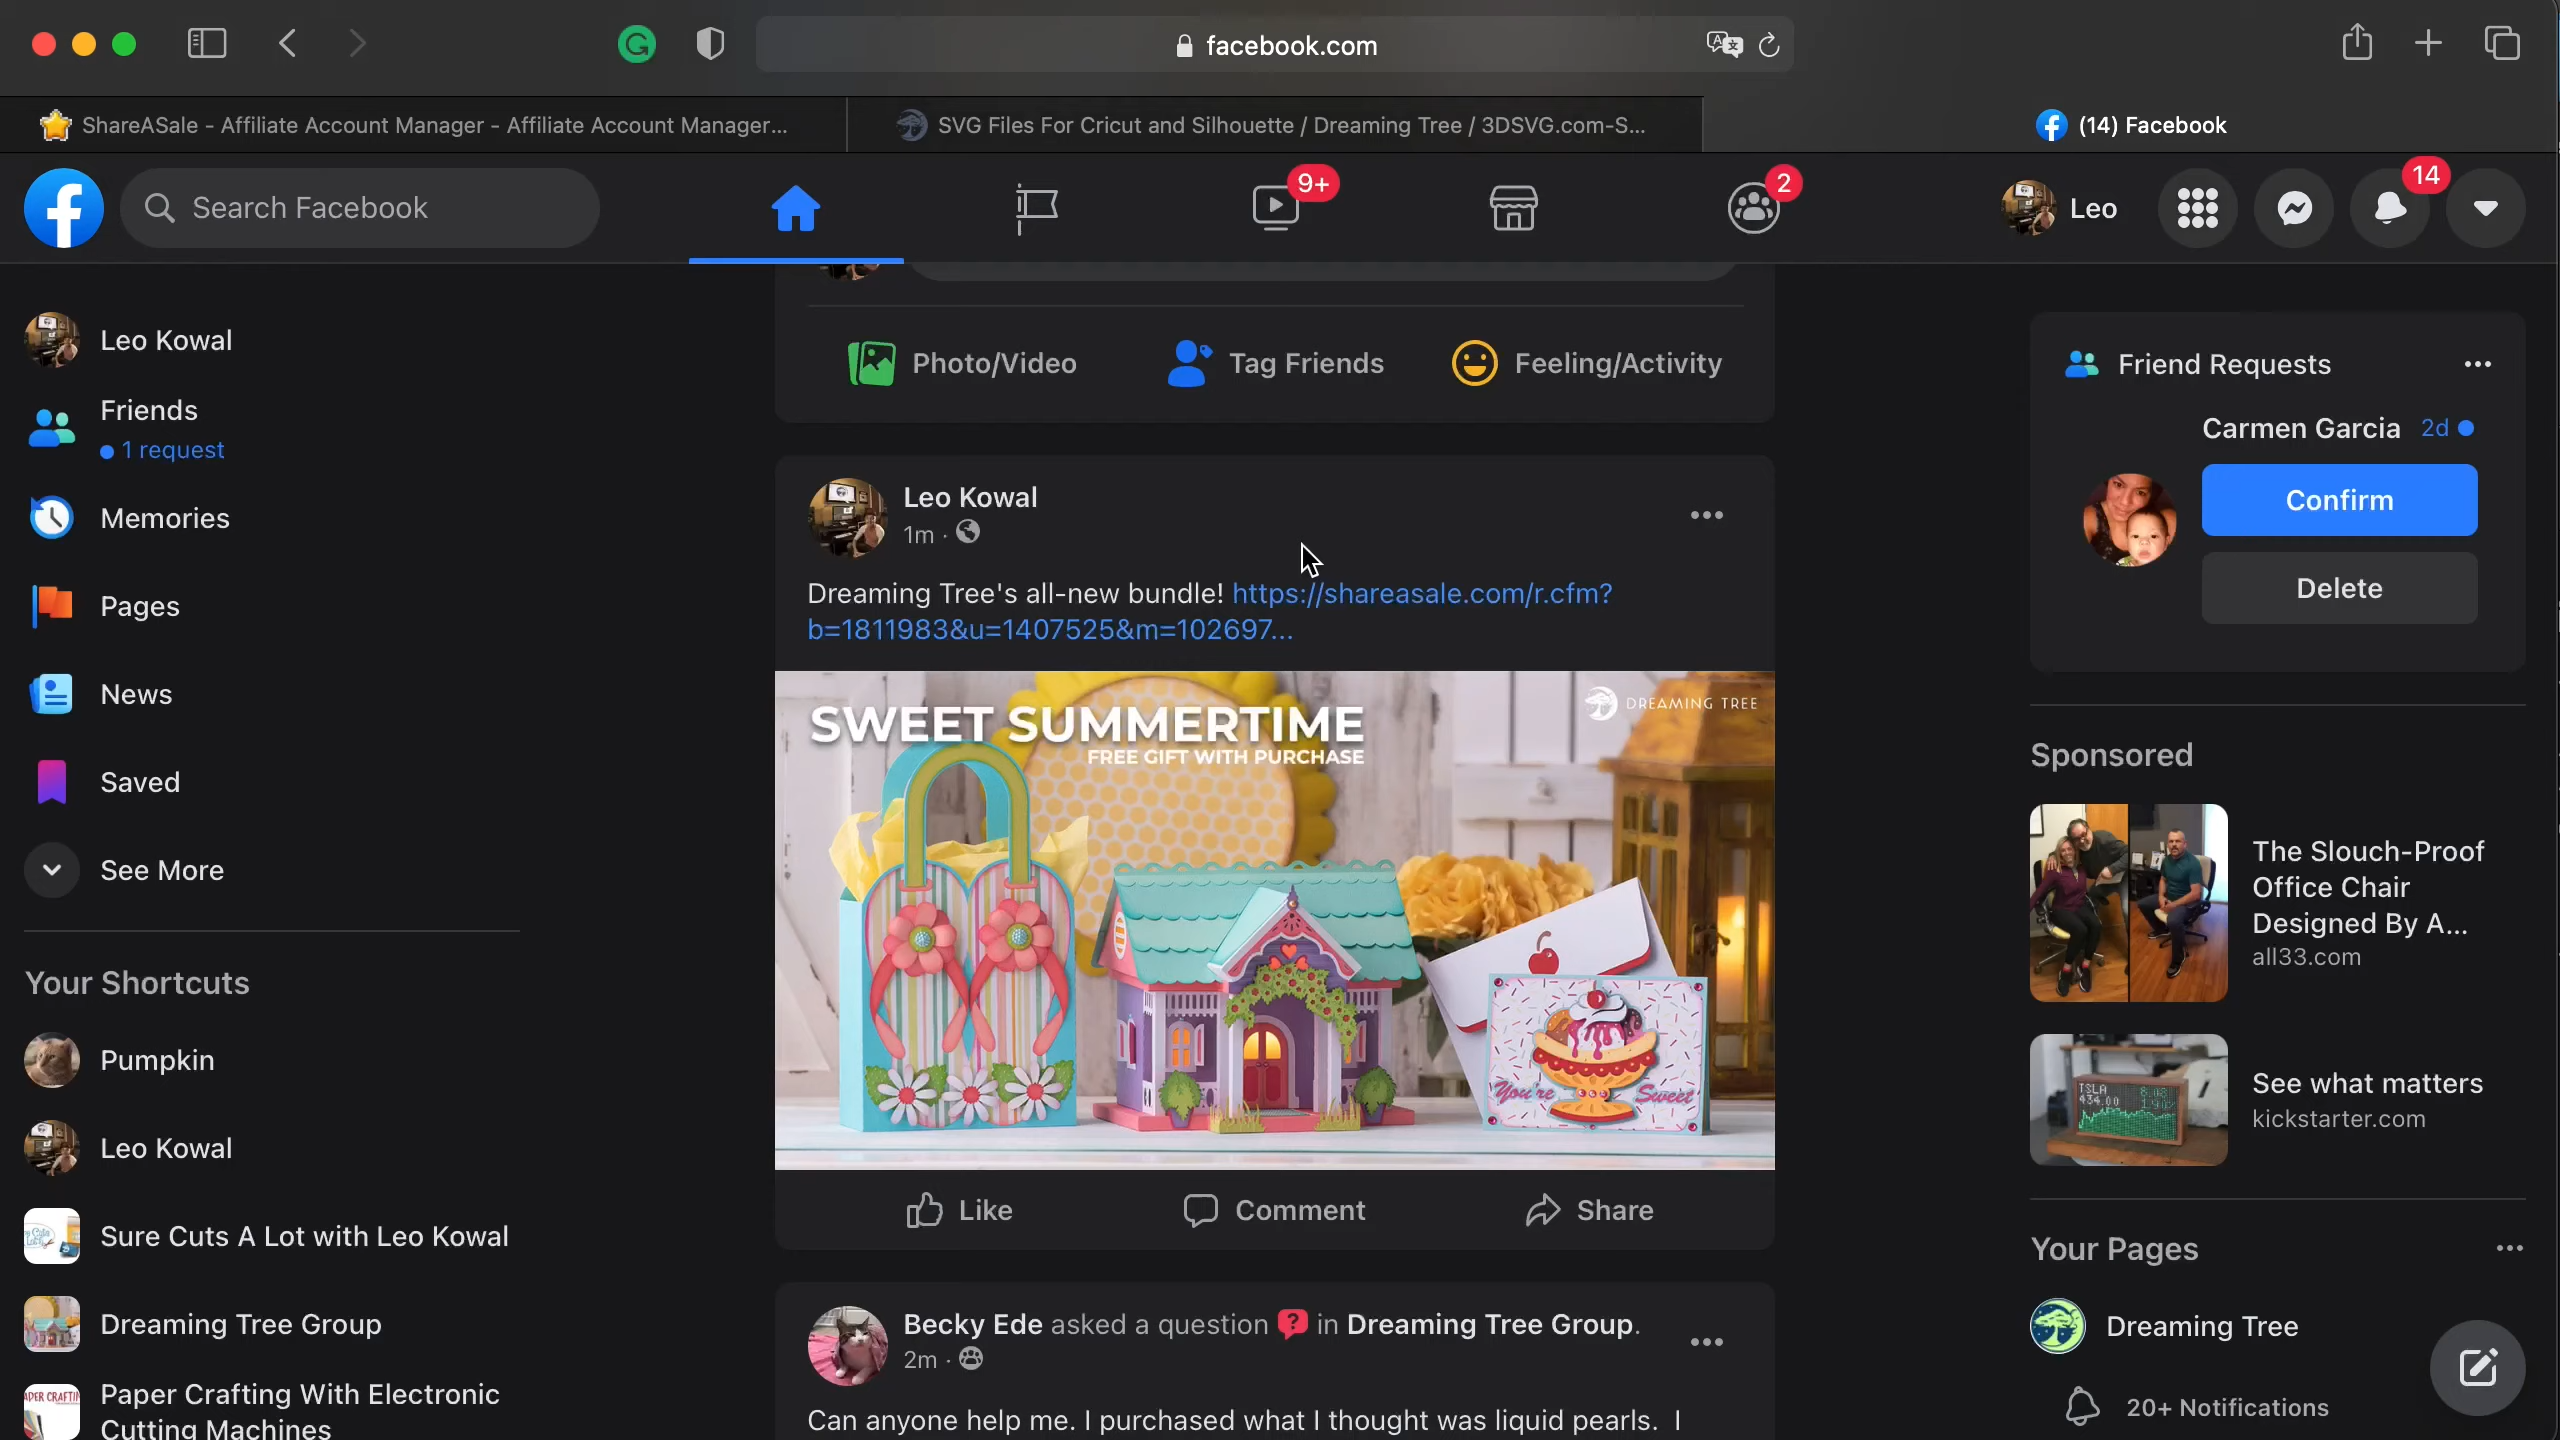 facebook.com
ShareASale - Affiliate Account Manager - Affiliate Account Manager...
SVG Files For Cricut and Silhouette / Dreaming Tree / 3DSVG.com-S...
(14) Facebook
Search Facebook
9+
2
Leo
14
Leo Kowal
Friends
1 request
Memories
Pages
News
Saved
See More
Your Shortcuts
Pumpkin
Leo Kowal
Sure Cuts A Lot with Leo Kowal
Dreaming Tree Group
Paper Crafting With Electronic
Cutting Machines
Photo/Video
Tag Friends
Feeling/Activity
Leo Kowal
1m ·
Dreaming Tree's all-new bundle! https://shareasale.com/r.cfm?
b=1811983&u=1407525&m=102697...
SWEET SUMMERTIME
FREE GIFT WITH PURCHASE
DREAMING TREE
You're Sweet
Like
Comment
Share
Becky Ede asked a question in Dreaming Tree Group.
2m ·
Can anyone help me. I purchased what I thought was liquid pearls. I
Friend Requests
Carmen Garcia 2d
Confirm
Delete
Sponsored
The Slouch-Proof
Office Chair
Designed By A...
all33.com
TSLA
434.00
See what matters
kickstarter.com
Your Pages
Dreaming Tree
20+ Notifications